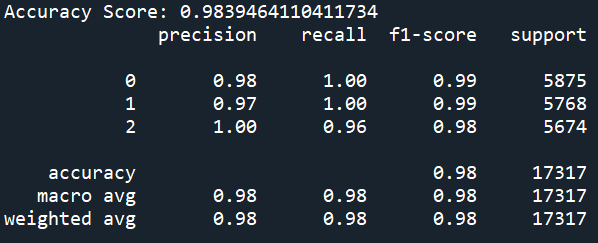 Accuracy Score: 0.9839464110411734
precision recall f1-score support
0 0.98 1.00 0.99 5875
1 0.97 1.00 0.99 5768
2 1.00 0.96 0.98 5674
accuracy 0.98 17317
macro avg 0.98 0.98 0.98 17317
weighted avg 0.98 0.98 0.98 17317